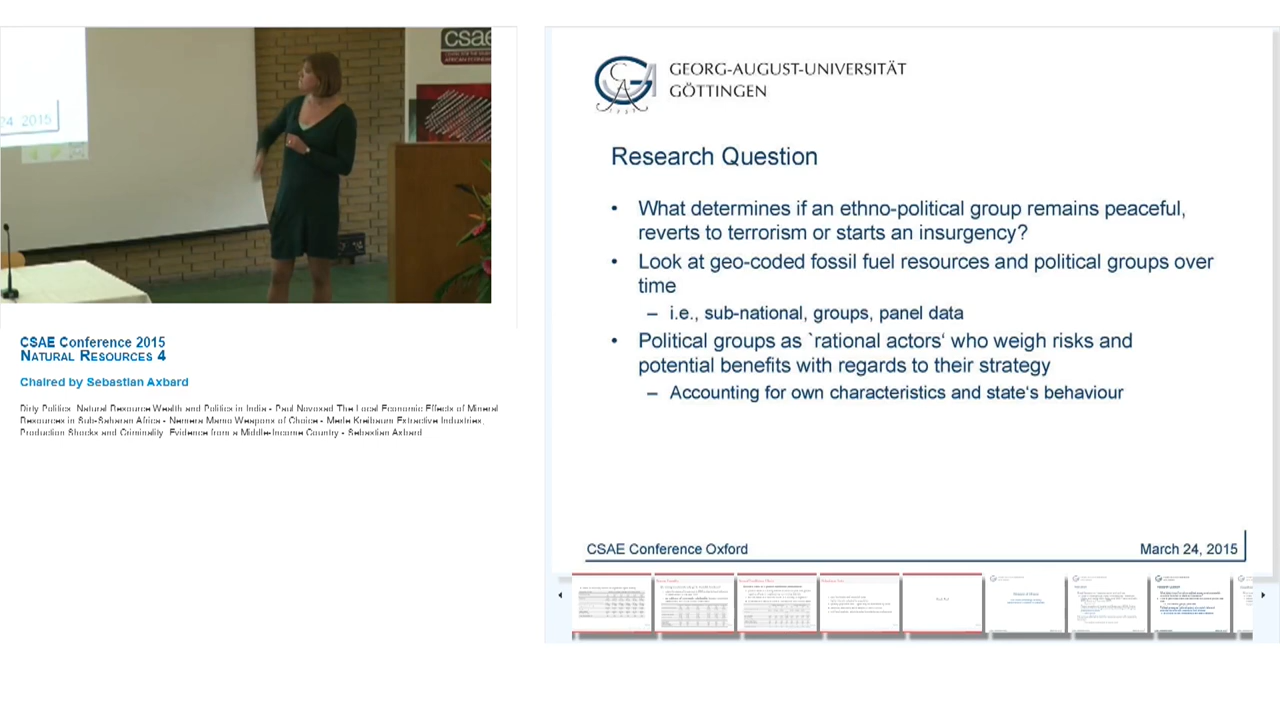 csae
24, 2015
CSAE Conference 2015
NATURAL RESOURCES 4
Chaired by Sebastian Axbard
Dirty Politics: Natural Resource Wealth and Politics in India - Paul Novosad The Local Economic Effects of Mineral
Resources in Sub-Saharan Africa - Nemera Mamo Weapons of Choice - Merle Kreibaum Extractive Industries,
Production Shocks and Criminality: Evidence from a Middle-Income Country - Sebastian Axbard
GEORG-AUGUST-UNIVERSITÄT
GÖTTINGEN
Research Question
• What determines if an ethno-political group remains peaceful,
reverts to terrorism or starts an insurgency?
• Look at geo-coded fossil fuel resources and political groups over
time
– i.e., sub-national, groups, panel data
• Political groups as `rational actors‘ who weigh risks and
potential benefits with regards to their strategy
– Accounting for own characteristics and state‘s behaviour
CSAE Conference Oxford
March 24, 2015